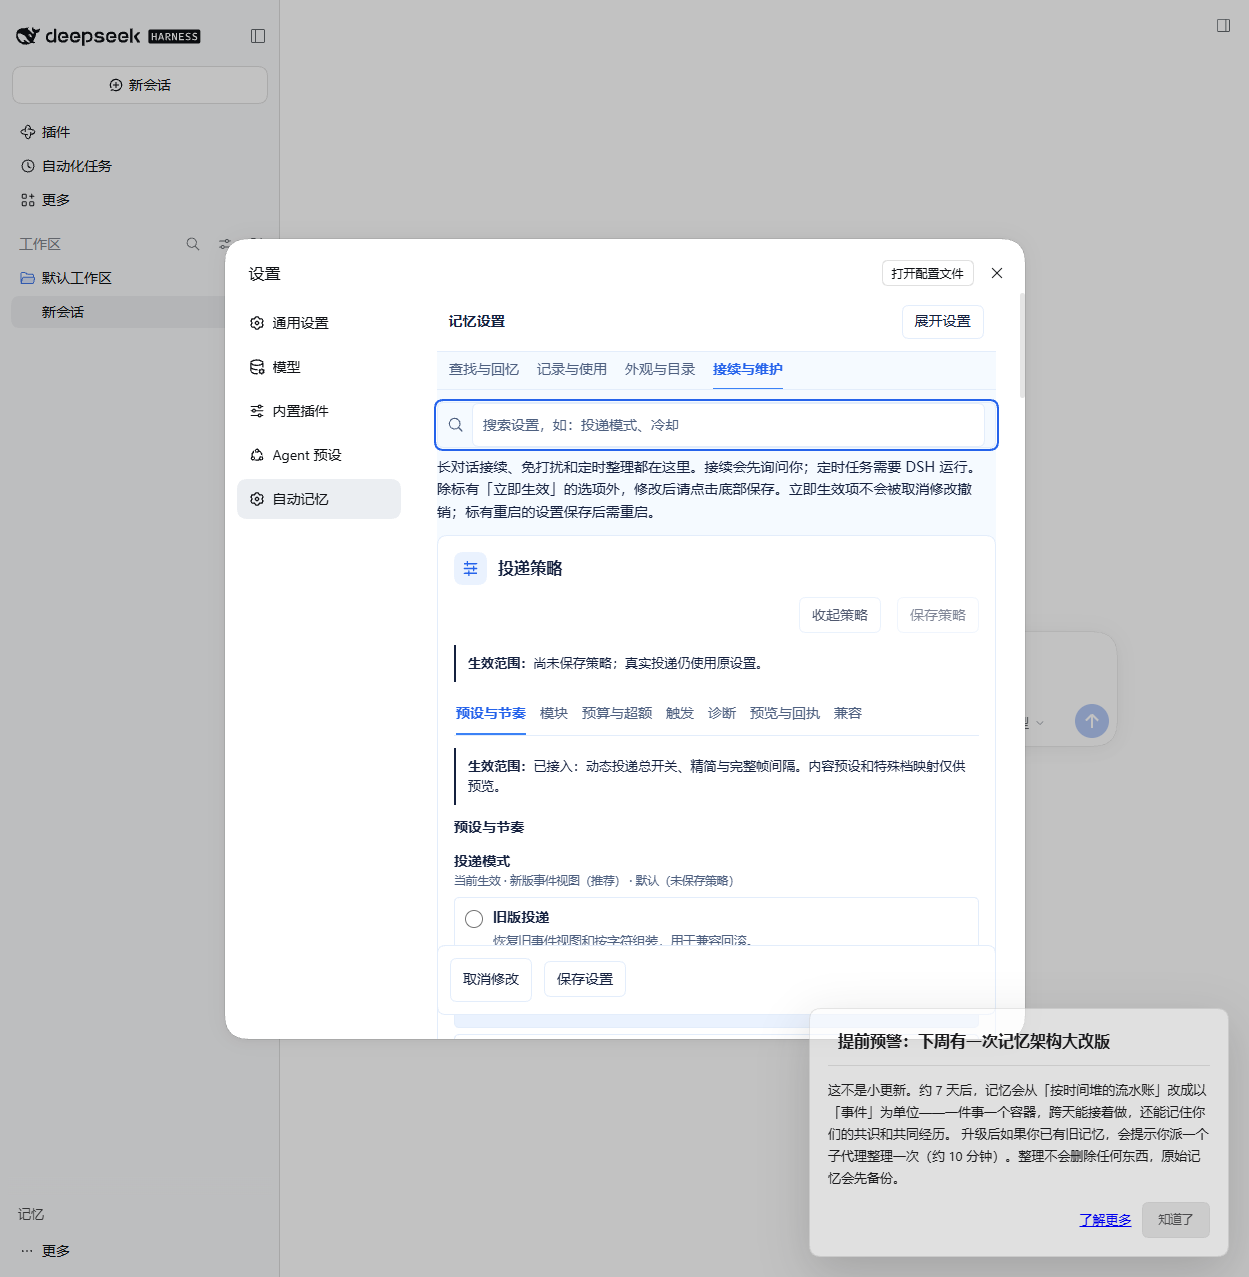 deepseek HARNESS
新会话
插件
自动化任务
更多
工作区
默认工作区
新会话
设置
打开配置文件
通用设置
模型
内置插件
Agent 预设
自动记忆
记忆设置
展开设置
查找与回忆 记录与使用 外观与目录 接续与维护
搜索设置，如：投递模式、冷却
长对话接续、免打扰和定时整理都在这里。接续会先询问你；定时任务需要 DSH 运行。
除标有「立即生效」的选项外，修改后请点击底部保存。立即生效项不会被取消修改撤
销；标有重启的设置保存后需重启。
投递策略
收起策略 保存策略
生效范围：尚未保存策略；真实投递仍使用原设置。
预设与节奏 模块 预算与超额 触发 诊断 预览与回执 兼容
生效范围：已接入：动态投递总开关、精简与完整帧间隔。内容预设和特殊档映射仅供
预览。
预设与节奏
投递模式
当前生效 · 新版事件视图（推荐） · 默认（未保存策略）
旧版投递
恢复旧事件视图和按字符组装，用于兼容回滚。
取消修改 保存设置
型
提前预警：下周有一次记忆架构大改版
这不是小更新。约 7 天后，记忆会从「按时间堆的流水账」改成以
「事件」为单位——一件事一个容器，跨天能接着做，还能记住你
们的共识和共同经历。 升级后如果你已有旧记忆，会提示你派一个
子代理整理一次（约 10 分钟）。整理不会删除任何东西，原始记
忆会先备份。
了解更多 知道了
记忆
更多